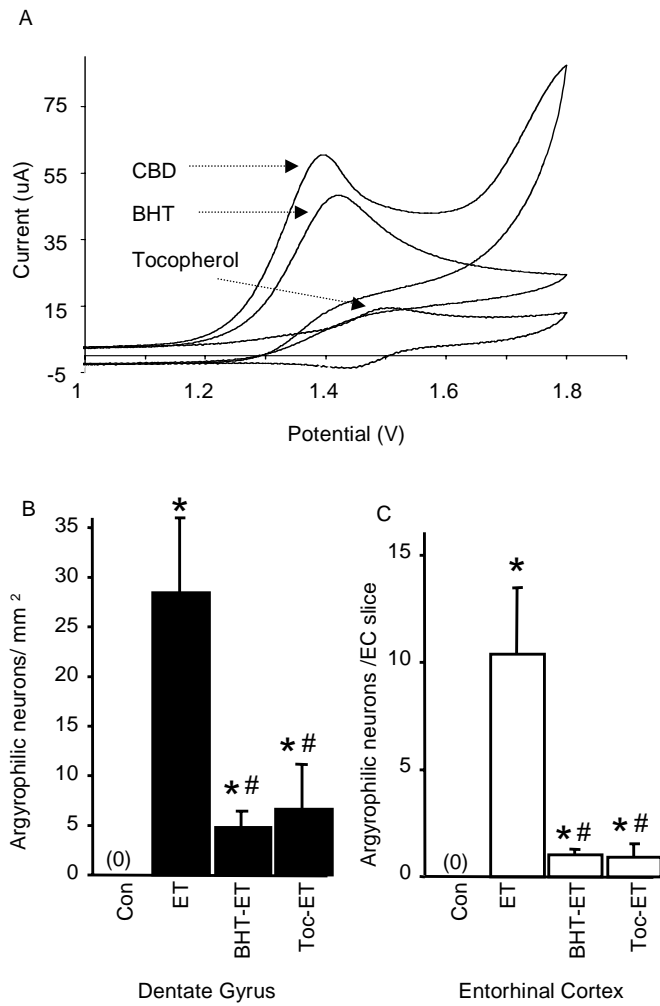 A
75
55
35
15
-5
Current (uA)
CBD
BHT
Tocopherol
1
1.2
1.4
1.6
1.8
Potential (V)
B
35
30
25
20
15
10
5
0
Argyrophilic neurons/ mm ²
(0)
*
* #
* #
Con
ET
BHT-ET
Toc-ET
Dentate Gyrus
C
15
10
5
0
Argyrophilic neurons /EC slice
(0)
*
* #
* #
Con
ET
BHT-ET
Toc-ET
Entorhinal Cortex